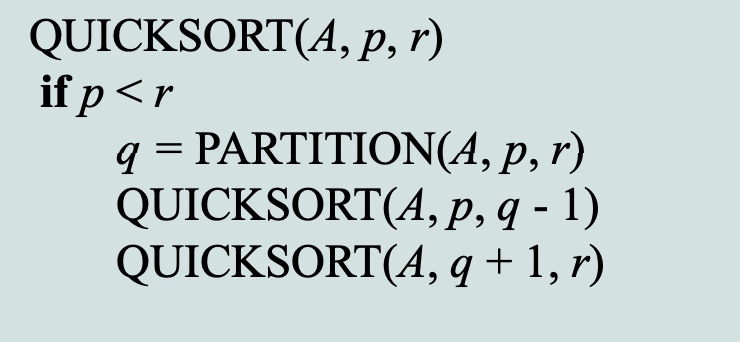 QUICKSORT(A, p, r)
if p < r
q = PARTITION(A, p, r)
QUICKSORT(A, p, q - 1)
QUICKSORT(A, q + 1, r)